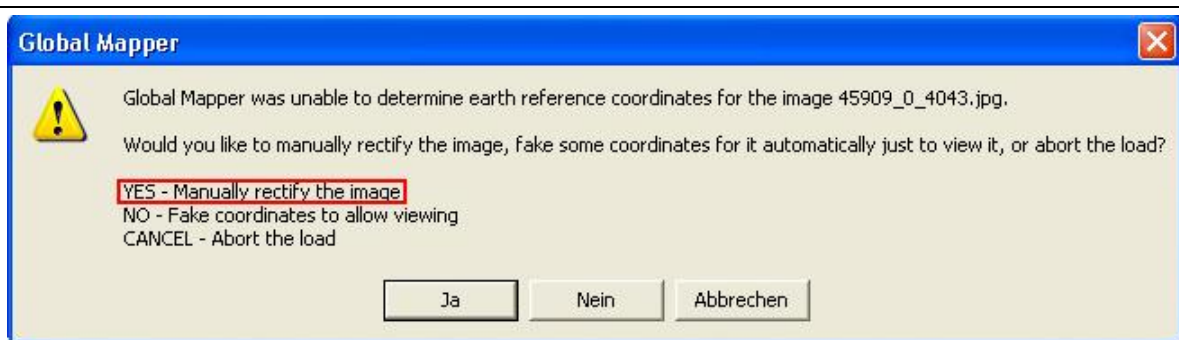 Global Mapper
Global Mapper was unable to determine earth reference coordinates for the image 45909_0_4043.jpg.
Would you like to manually rectify the image, fake some coordinates for it automatically just to view it, or abort the load?
YES - Manually rectify the image
NO - Fake coordinates to allow viewing
CANCEL - Abort the load
Ja Nein Abbrechen